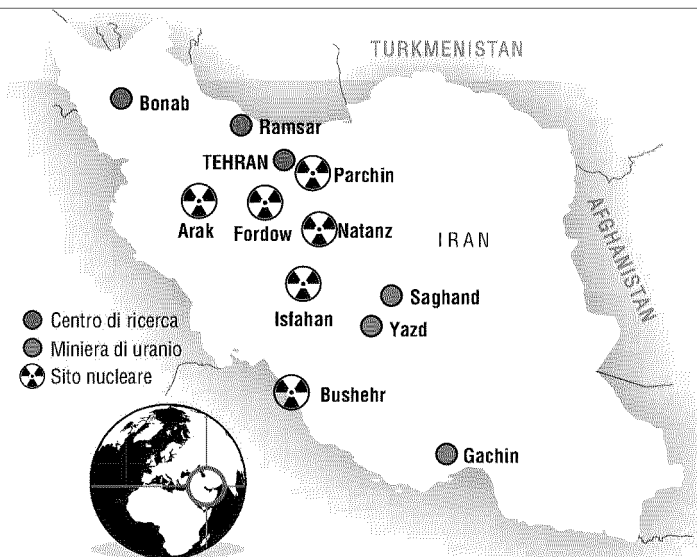 TURKMENISTAN
Bonab
Ramsar
TEHRAN
Parchin
Arak
Fordow
Natanz
IRAN
AFGHANISTAN
Saghand
Isfahan
Yazd
Centro di ricerca
Miniera di uranio
Sito nucleare
Bushehr
Gachin